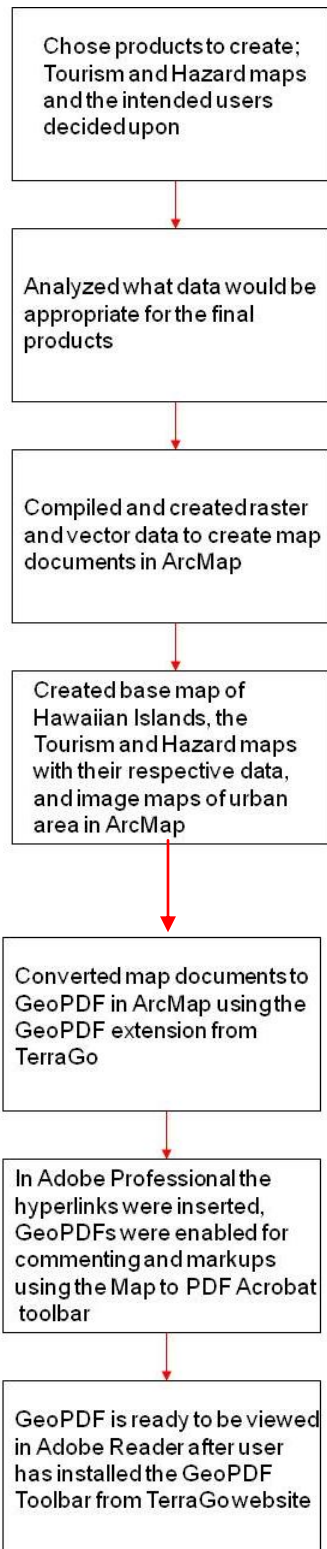 Chose products to create;
Tourism and Hazard maps
and the intended users
decided upon
Analyzed what data would be
appropriate for the final
products
Compiled and created raster
and vector data to create map
documents in ArcMap
Created base map of
Hawaiian Islands, the
Tourism and Hazard maps
with their respective data,
and image maps of urban
area in ArcMap
Converted map documents to
GeoPDF in ArcMap using the
GeoPDF extension from
TerraGo
In Adobe Professional the
hyperlinks were inserted,
GeoPDFs were enabled for
commenting and markups
using the Map to PDF Acrobat
toolbar
GeoPDF is ready to be viewed
in Adobe Reader after user
has installed the GeoPDF
Toolbar from TerraGo website